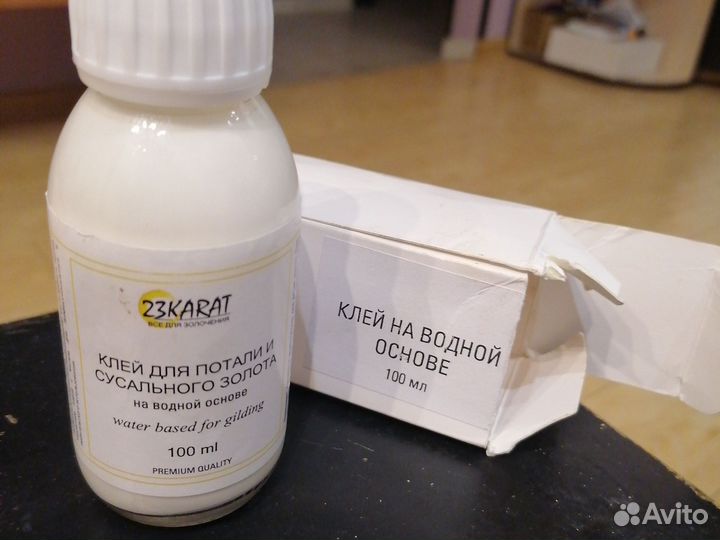 23KARAT
ВСЕ ДЛЯ ЗОЛОЧЕНИЯ
КЛЕЙ ДЛЯ ПОТАЛИ И
СУСАЛЬНОГО ЗОЛОТА
на водной основе
water based for gilding
100 ml
PREMIUM QUALITY
КЛЕЙ НА ВОДНОЙ
ОСНОВЕ
100 мл
Avito